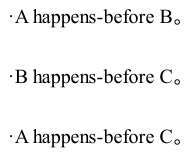 ·A happens-before B。
·B happens-before C。
·A happens-before C。